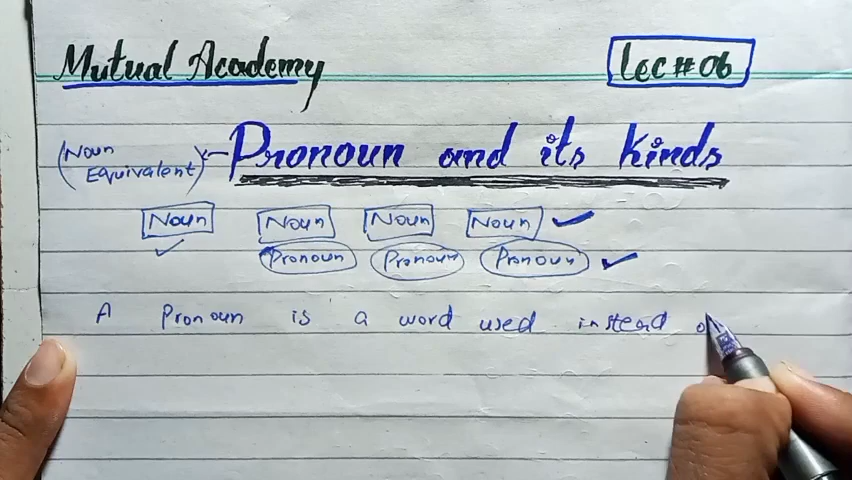 Mutual Academy Lec # 06
(Noun Equivalent) Pronoun and its Kinds
Noun Noun Noun Noun
Pronoun Pronoun Pronoun
A Pronoun is a word used instead o